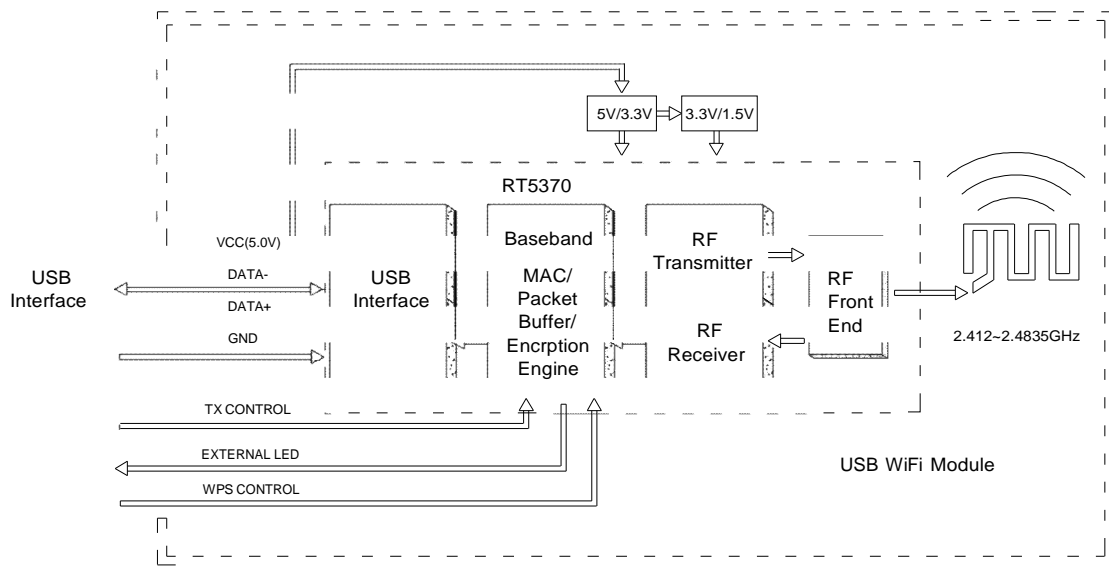 5V/3.3V
3.3V/1.5V
RT5370
VCC(5.0V)
USB
Interface
DATA-
DATA+
GND
USB
Interface
Baseband
MAC/
Packet
Buffer/
Encrption
Engine
RF
Transmitter
RF
Receiver
RF
Front
End
2.412~2.4835GHz
TX CONTROL
EXTERNAL LED
WPS CONTROL
USB WiFi Module